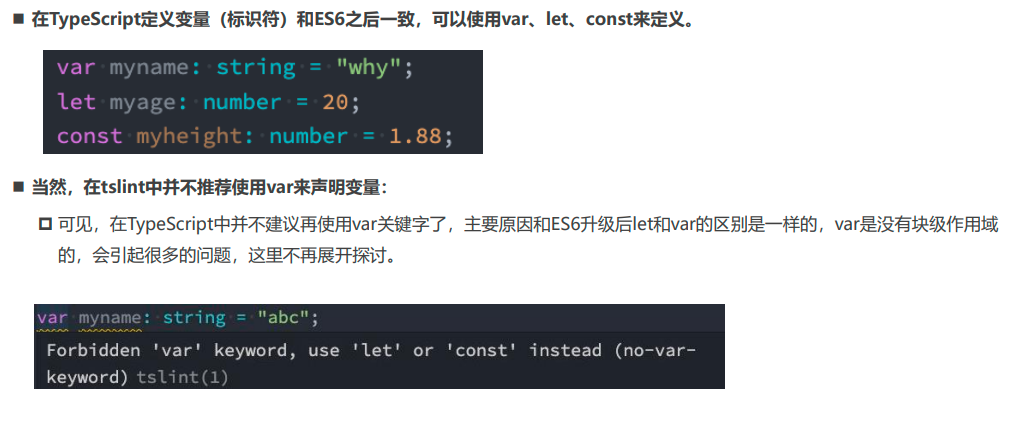 在TypeScript定义变量（标识符）和ES6之后一致，可以使用var、let、const来定义。
var myname: string = "why";
let myage: number = 20;
const myheight: number = 1.88;
当然，在tslint中并不推荐使用var来声明变量：
可见，在TypeScript中并不建议再使用var关键字了，主要原因和ES6升级后let和var的区别是一样的，var是没有块级作用域
的，会引起很多的问题，这里不再展开探讨。
var myname: string = "abc";
Forbidden 'var' keyword, use 'let' or 'const' instead (no-var-
keyword) tslint(1)